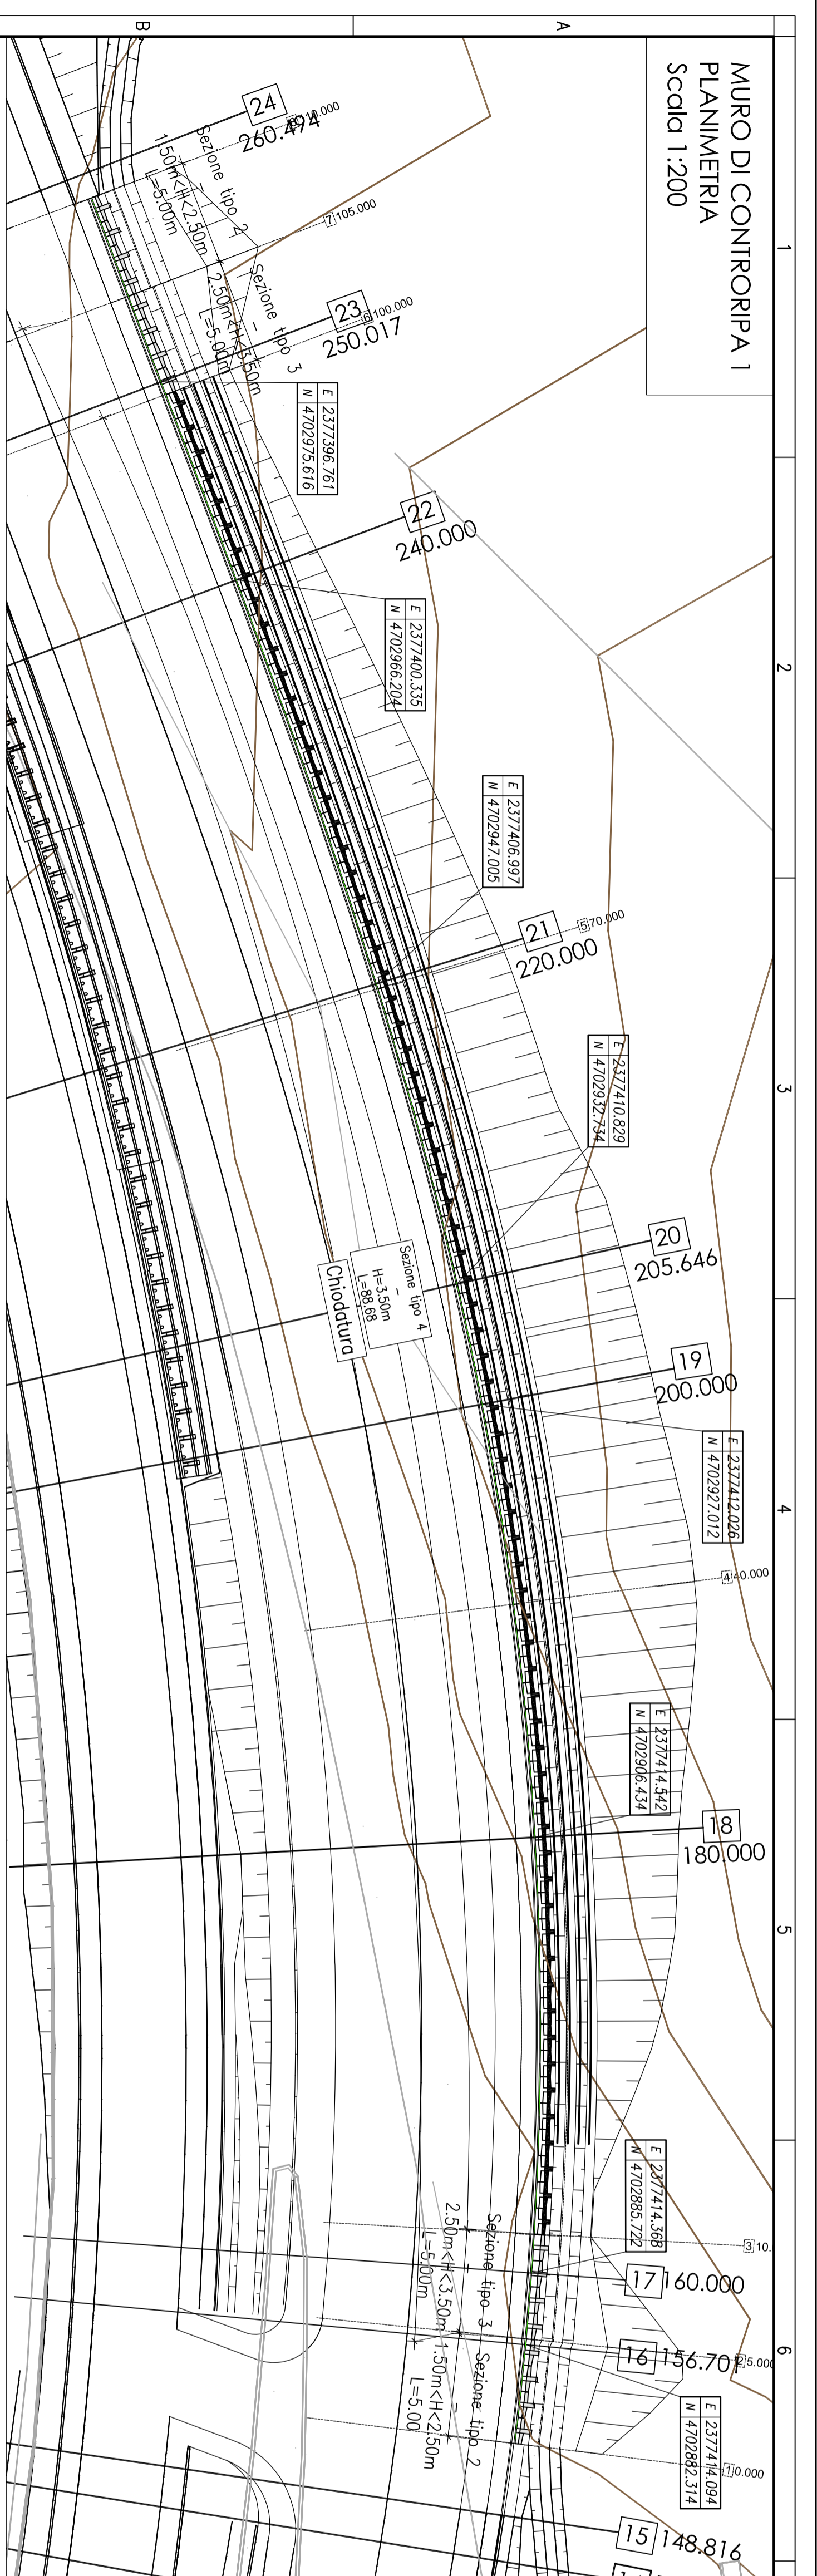 MURO DI CONTRORIPA 1
PLANIMETRIA
Scala 1:200
B
A
1
2
3
4
5
6
24
260.494
7 105.000
23
250.017
6 100.000
22
240.000
21
220.000
5 70.000
20
205.646
19
200.000
4 40.000
18
180.000
3 10.
17
160.000
16
156.701
2 5.000
1 0.000
15
148.816
Sezione tipo 2
-
1.50m<H<2.50m
L=5.00m
Sezione tipo 3
-
2.50m<H<3.50m
L=5.00m
E 2377396.761
N 4702975.616
E 2377400.335
N 4702966.204
E 2377406.997
N 4702947.005
E 2377410.829
N 4702932.734
Sezione tipo 4
-
H=3.50m
L=88.68
Chiodatura
E 2377412.026
N 4702927.012
E 2377414.542
N 4702906.434
E 2377414.368
N 4702885.722
E 2377414.094
N 4702882.314
Sezione tipo 3
-
2.50m<H<3.50m
L=5.00m
Sezione tipo 2
-
1.50m<H<2.50m
L=5.00